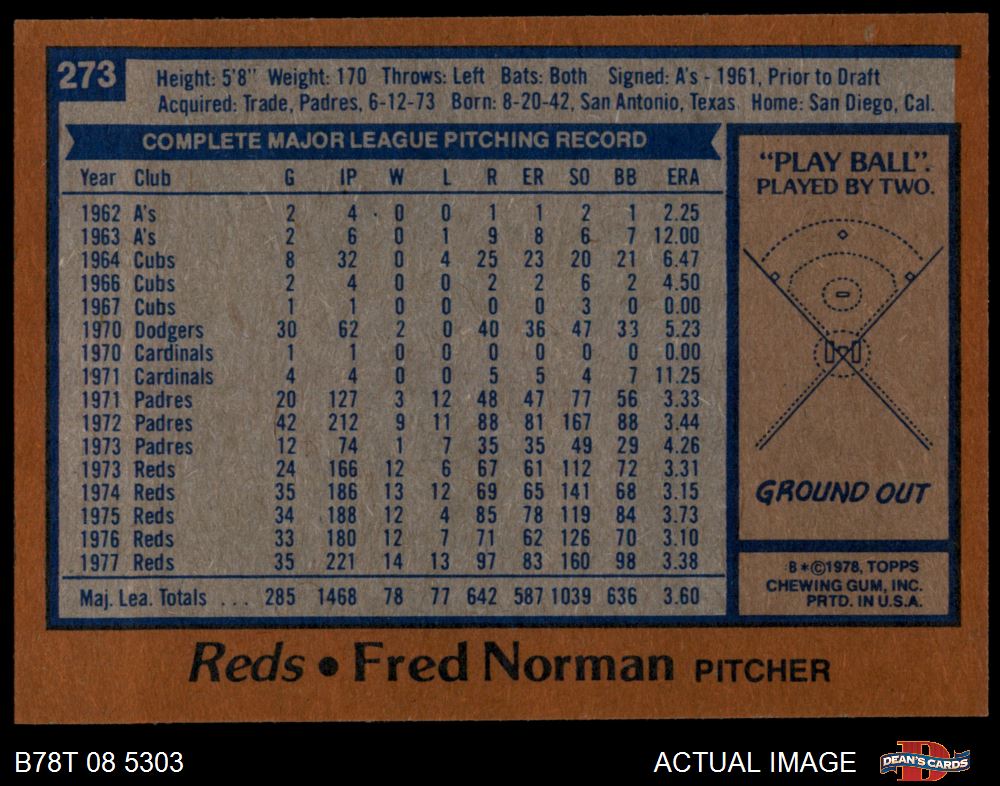 273
Height: 5'8" Weight: 170 Throws: Left Bats: Both Signed: A's - 1961, Prior to Draft
Acquired: Trade, Padres, 6-12-73 Born: 8-20-42, San Antonio, Texas Home: San Diego, Cal.
COMPLETE MAJOR LEAGUE PITCHING RECORD
Year Club G IP W L R ER SO BB ERA
1962 A's 2 4 0 0 1 1 2 1 2.25
1963 A's 2 6 0 1 9 8 6 7 12.00
1964 Cubs 8 32 0 4 25 23 20 21 6.47
1966 Cubs 2 4 0 0 2 2 6 2 4.50
1967 Cubs 1 1 0 0 0 0 3 0 0.00
1970 Dodgers 30 62 2 0 40 36 47 33 5.23
1970 Cardinals 1 1 0 0 0 0 0 0 0.00
1971 Cardinals 4 4 0 0 5 5 4 7 11.25
1971 Padres 20 127 3 12 48 47 77 56 3.33
1972 Padres 42 212 9 11 88 81 167 88 3.44
1973 Padres 12 74 1 7 35 35 49 29 4.26
1973 Reds 24 166 12 6 67 61 112 72 3.31
1974 Reds 35 186 13 12 69 65 141 68 3.15
1975 Reds 34 188 12 4 85 78 119 84 3.73
1976 Reds 33 180 12 7 71 62 126 70 3.10
1977 Reds 35 221 14 13 97 83 160 98 3.38
Maj. Lea. Totals ... 285 1468 78 77 642 587 1039 636 3.60
"PLAY BALL".
PLAYED BY TWO.
GROUND OUT
B*©1978, TOPPS
CHEWING GUM, INC.
PRTD. IN U.S.A.
Reds • Fred Norman PITCHER
B78T 08 5303
ACTUAL IMAGE
DEAN'S CARDS